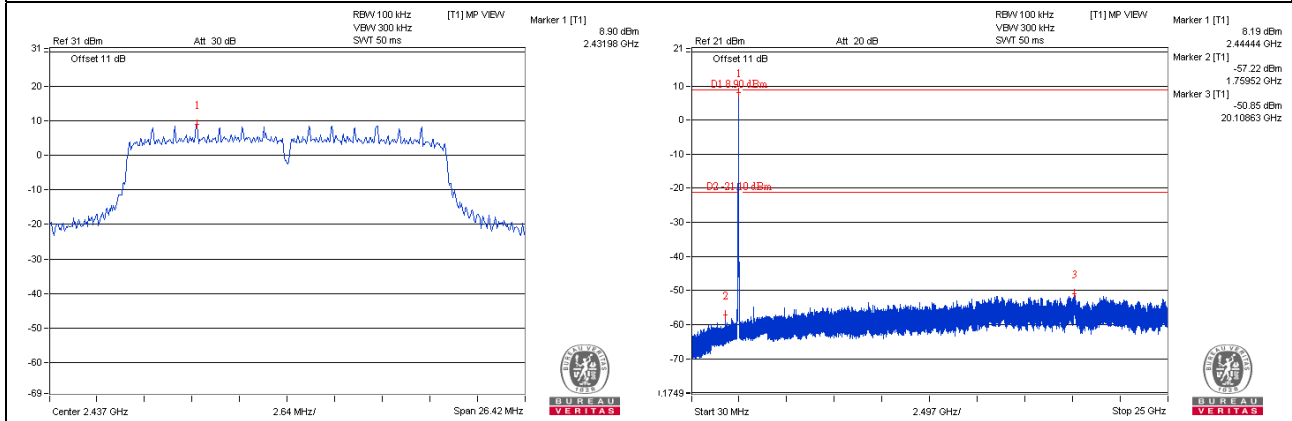 RBW 100 kHz
[T1] MP VIEW
VBW 300 kHz
Ref 31 dBm
Att 30 dB
SWT 50 ms
Marker 1 [T1]
8.90 dBm
2.43198 GHz
31
Offset 11 dB
20
10
0
-10
-20
-30
-40
-50
-60
-69
1
Center 2.437 GHz
2.64 MHz/
Span 26.42 MHz
BUREAU VERITAS
1828
BUREAU
VERITAS
RBW 100 kHz
[T1] MP VIEW
VBW 300 kHz
Ref 21 dBm
Att 20 dB
SWT 50 ms
Marker 1 [T1]
8.19 dBm
2.44444 GHz
Marker 2 [T1]
-57.22 dBm
1.75952 GHz
Marker 3 [T1]
-50.85 dBm
20.10863 GHz
21
Offset 11 dB
1
D1 8.90 dBm
10
0
-10
D2 -21.10 dBm
-20
-30
-40
-50
-60
-70
2
3
Start 30 MHz
2.497 GHz/
Stop 25 GHz
BUREAU VERITAS
1828
BUREAU
VERITAS